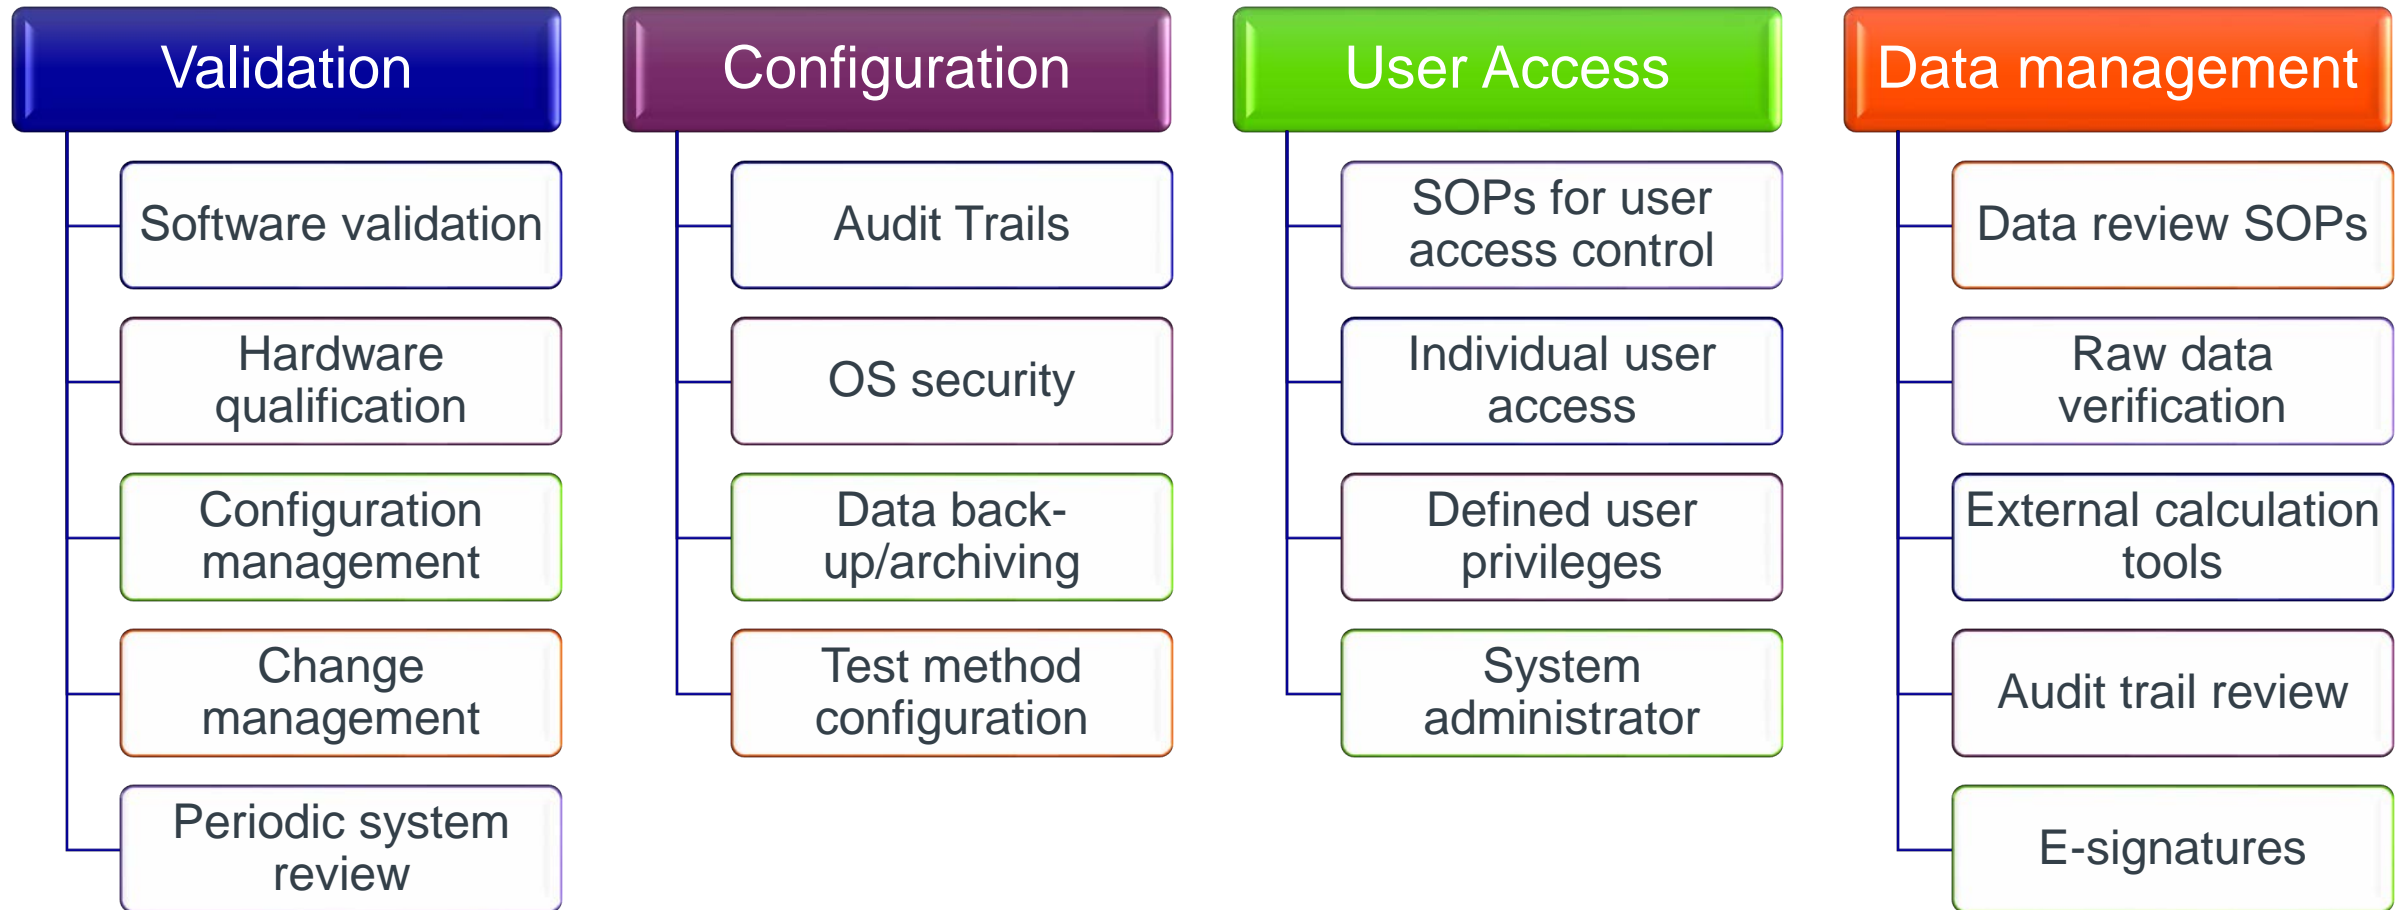 Validation
Software validation
Hardware
qualification
Configuration
management
Change
management
Periodic system
review
Configuration
Audit Trails
OS security
Data back-
up/archiving
Test method
configuration
User Access
SOPs for user
access control
Individual user
access
Defined user
privileges
System
administrator
Data management
Data review SOPs
Raw data
verification
External calculation
tools
Audit trail review
E-signatures